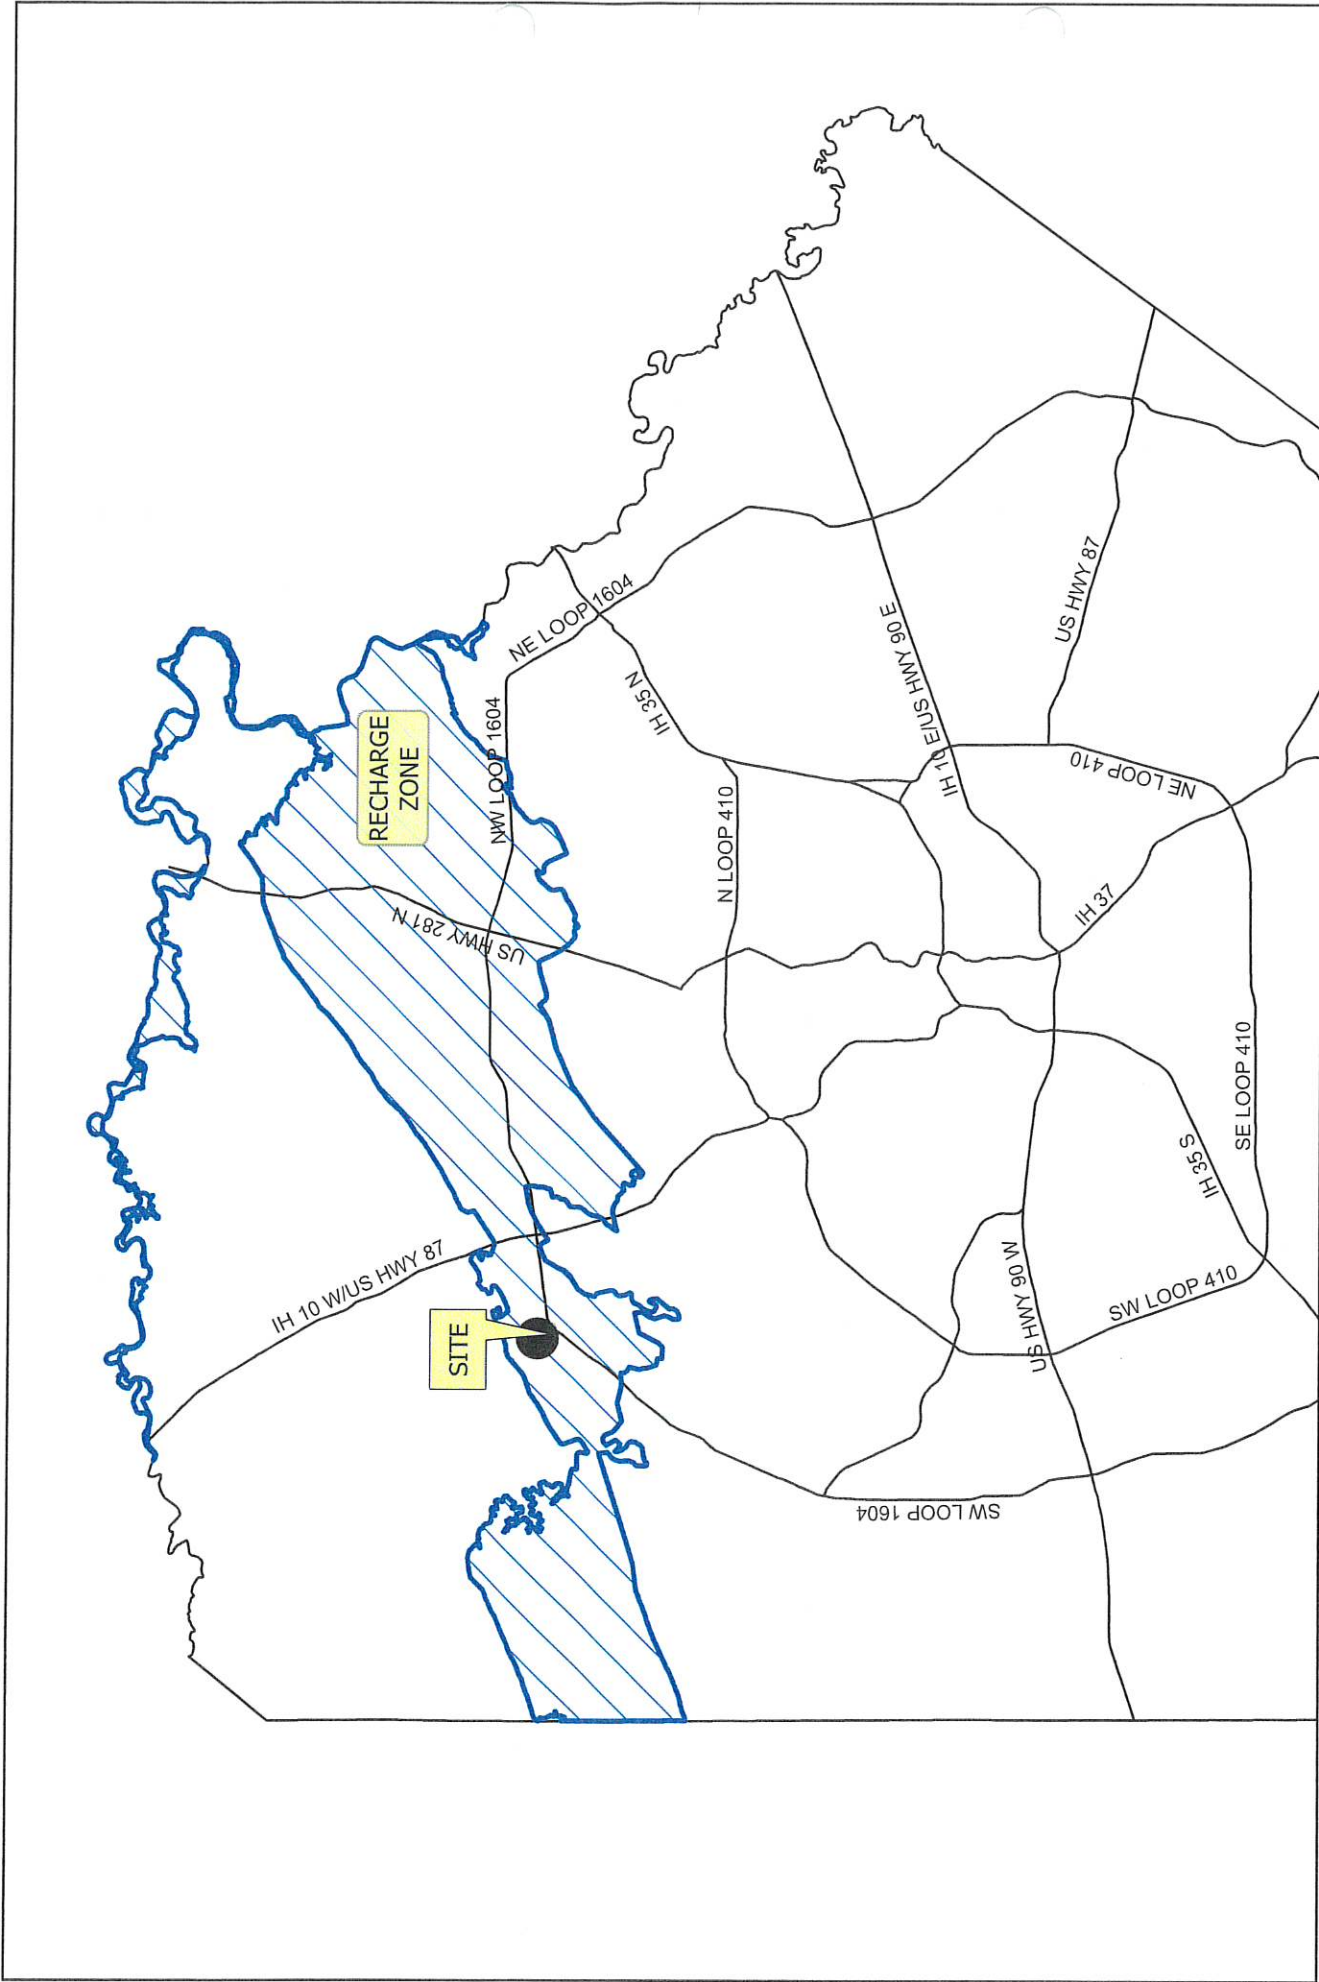 RECHARGE
ZONE
NW LOOP 1604
NE LOOP 1604
IH 35 N
US HWY 281 N
N LOOP 410
IH 10 E/US HWY 90 E
US HWY 87
NE LOOP 410
IH 37
IH 10 W/US HWY 87
SITE
SE LOOP 410
IH 35 S
US HWY 90 W
SW LOOP 410
SW LOOP 1604